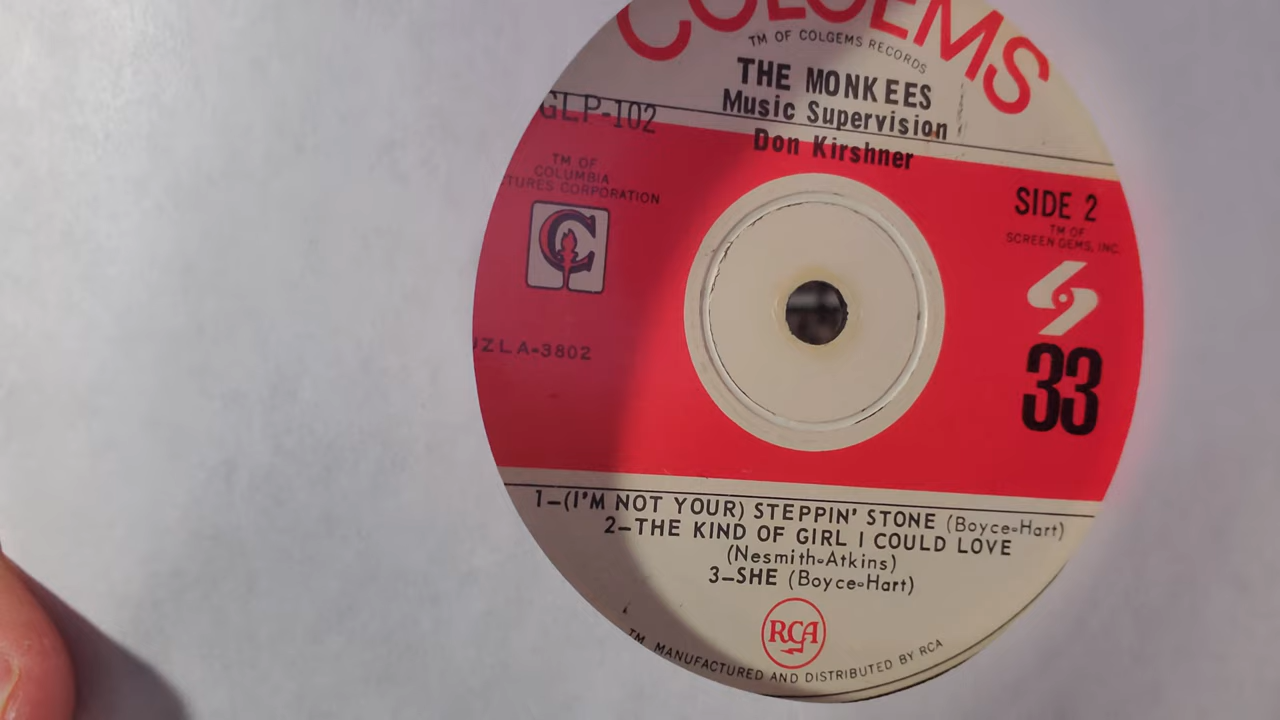 COLGEMS
TM OF COLGEMS RECORDS
THE MONKEES
Music Supervision
Don Kirshner
GLP-102
TM OF
COLUMBIA
CORPORATION
C
SIDE 2
TM OF
SCREEN GEMS, INC.
33
ZLA-3802
1–(I'M NOT YOUR) STEPPIN' STONE (Boyce-Hart)
2–THE KIND OF GIRL I COULD LOVE
(Nesmith-Atkins)
3–SHE (Boyce-Hart)
RCA
TM. MANUFACTURED AND DISTRIBUTED BY RCA